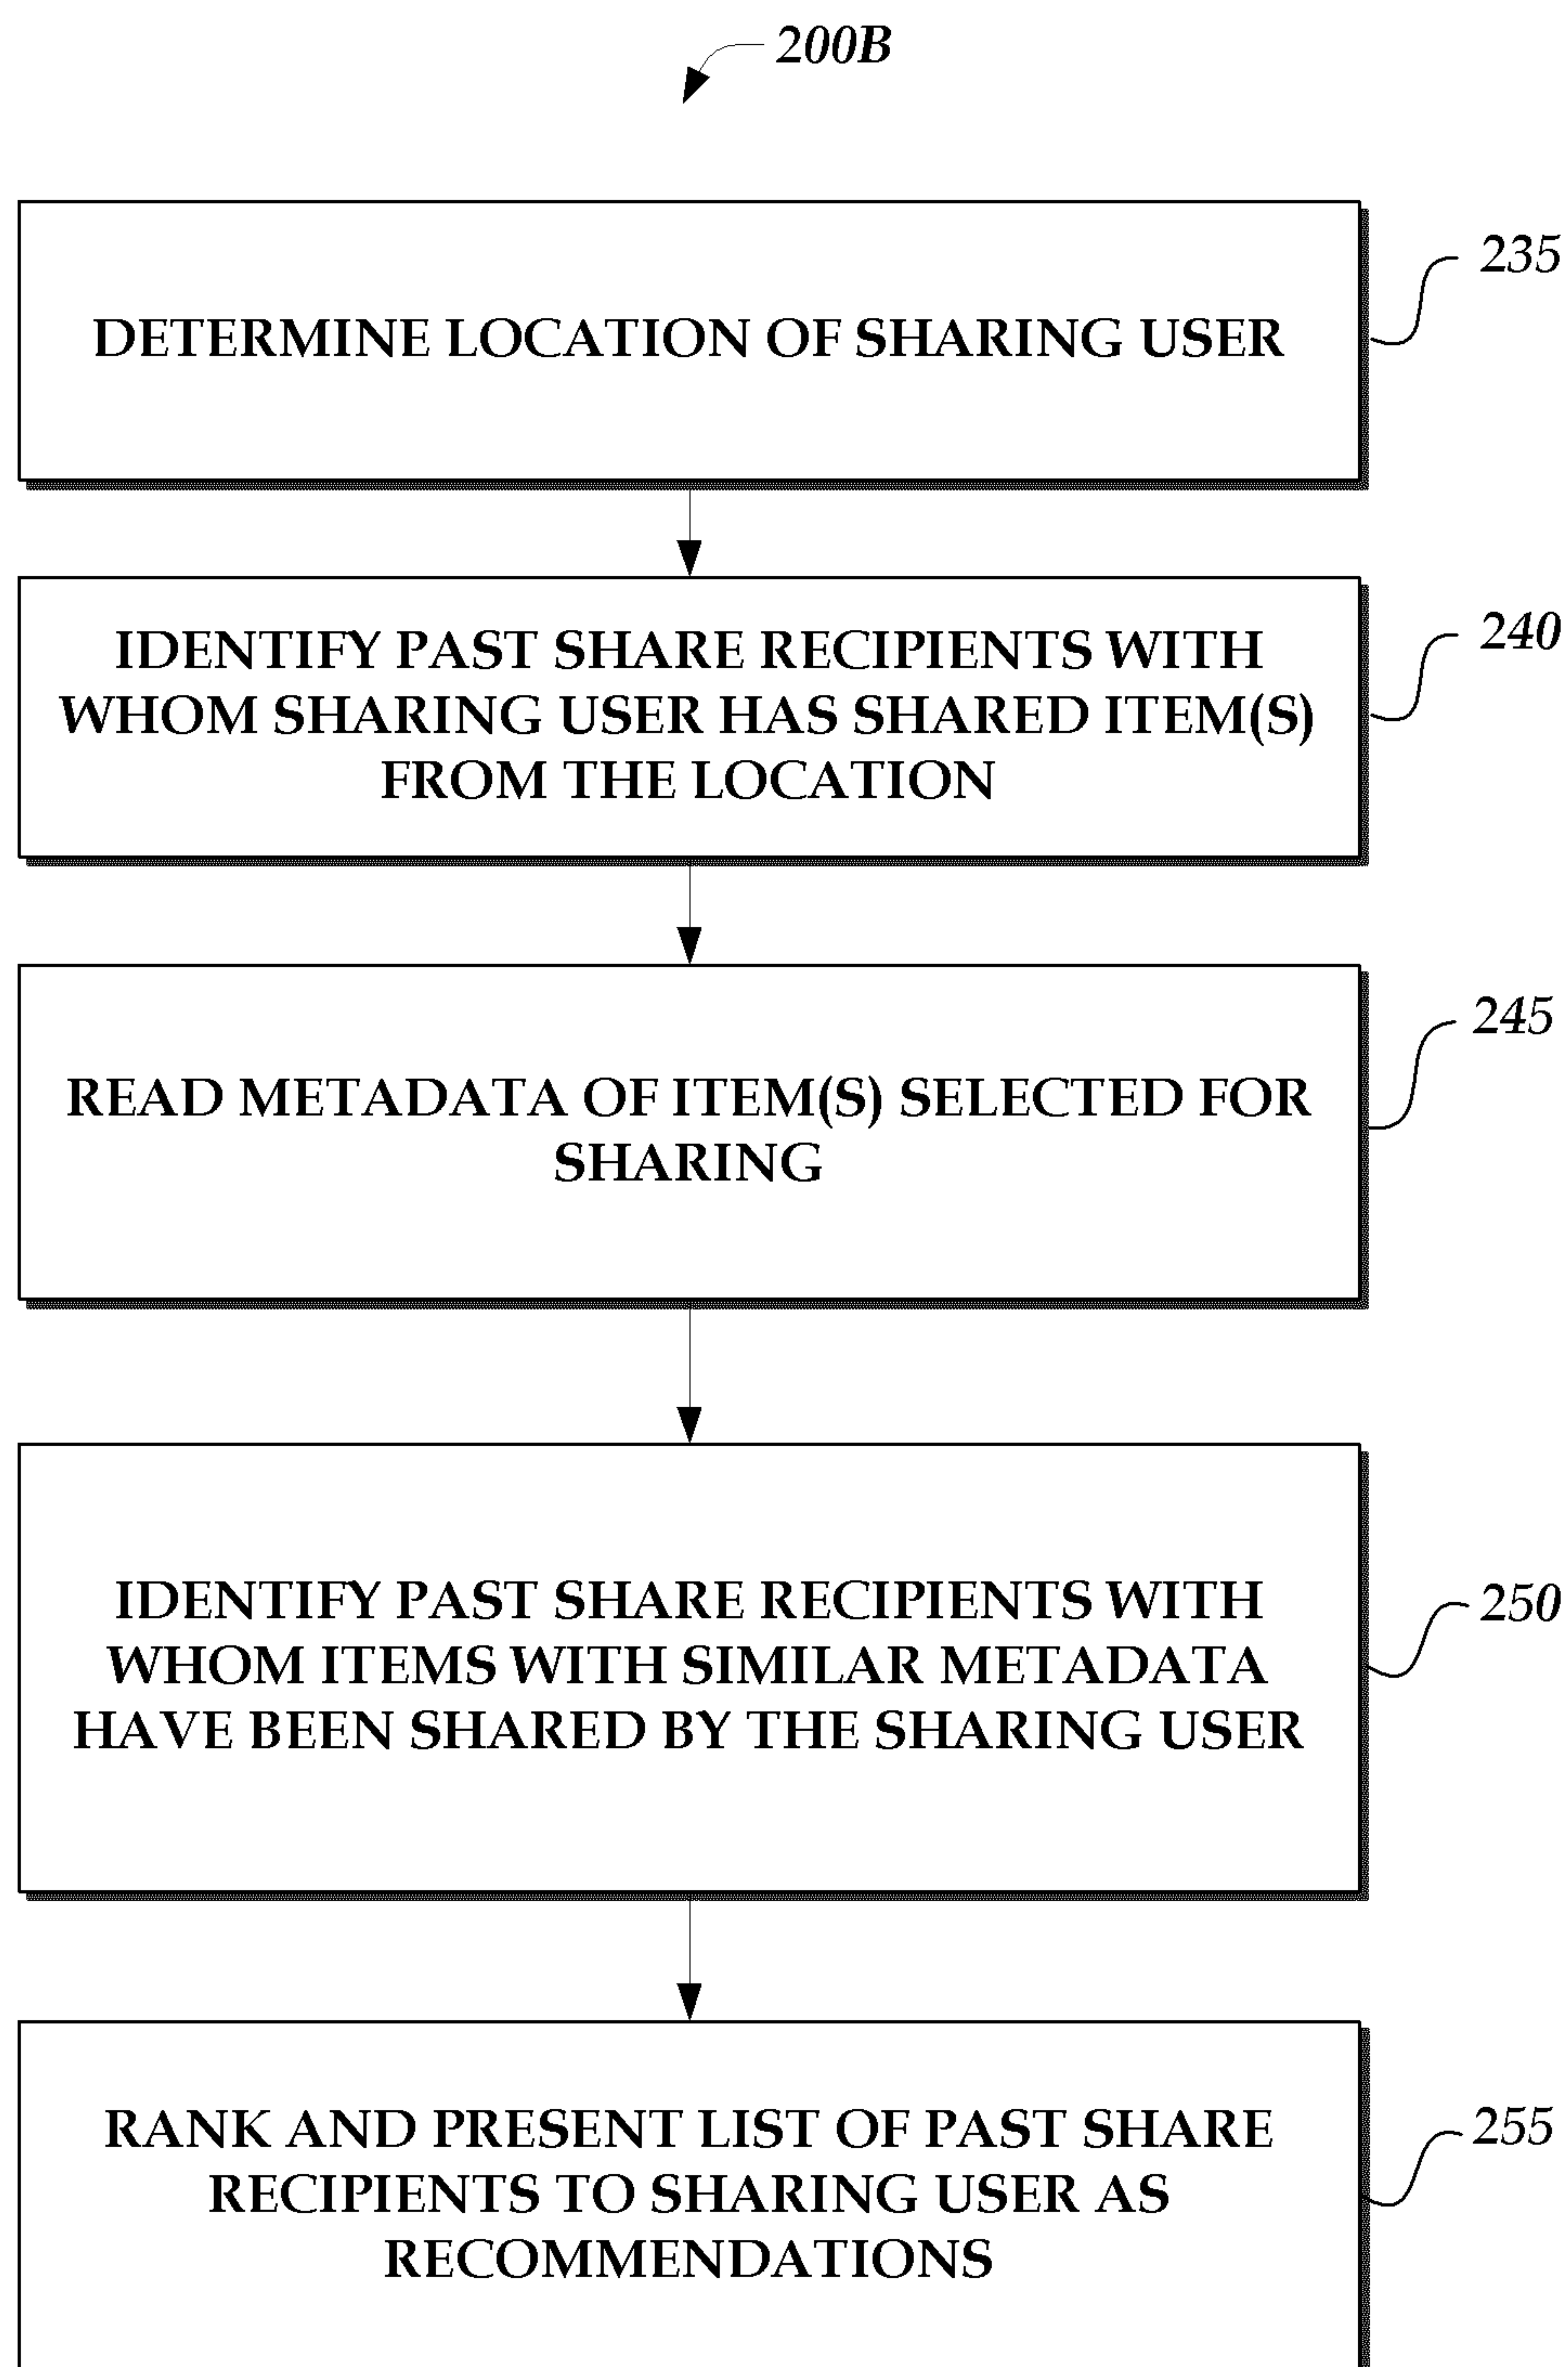 200B
DETERMINE LOCATION OF SHARING USER
235
IDENTIFY PAST SHARE RECIPIENTS WITH
WHOM SHARING USER HAS SHARED ITEM(S)
FROM THE LOCATION
240
READ METADATA OF ITEM(S) SELECTED FOR
SHARING
245
IDENTIFY PAST SHARE RECIPIENTS WITH
WHOM ITEMS WITH SIMILAR METADATA
HAVE BEEN SHARED BY THE SHARING USER
250
RANK AND PRESENT LIST OF PAST SHARE
RECIPIENTS TO SHARING USER AS
RECOMMENDATIONS
255